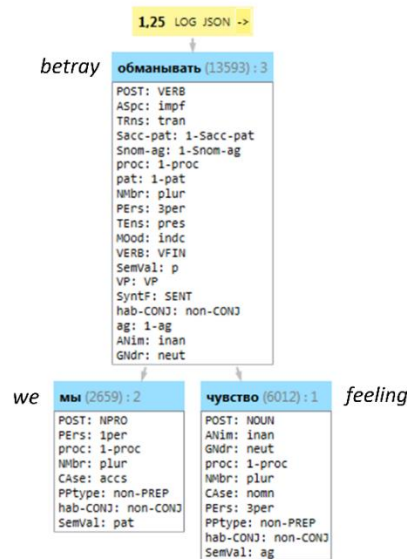 1,25 LOG JSON ->
betray
обманывать (13593) : 3
POST: VERB
ASpc: impf
TRns: tran
Sacc-pat: 1-Sacc-pat
Snom-ag: 1-Snom-ag
proc: 1-proc
pat: 1-pat
NMbr: plur
PErs: 3per
TEns: pres
MOod: indc
VERB: VFIN
SemVal: p
VP: VP
SyntF: SENT
hab-CONJ: non-CONJ
ag: 1-ag
ANim: inan
GNdr: neut
we
мы (2659) : 2
POST: NPRO
PErs: 1per
proc: 1-proc
NMbr: plur
CAse: accs
PPtype: non-PREP
hab-CONJ: non-CONJ
SemVal: pat
чувство (6012) : 1
feeling
POST: NOUN
ANim: inan
GNdr: neut
proc: 1-proc
NMbr: plur
CAse: nomn
PErs: 3per
PPtype: non-PREP
hab-CONJ: non-CONJ
SemVal: ag